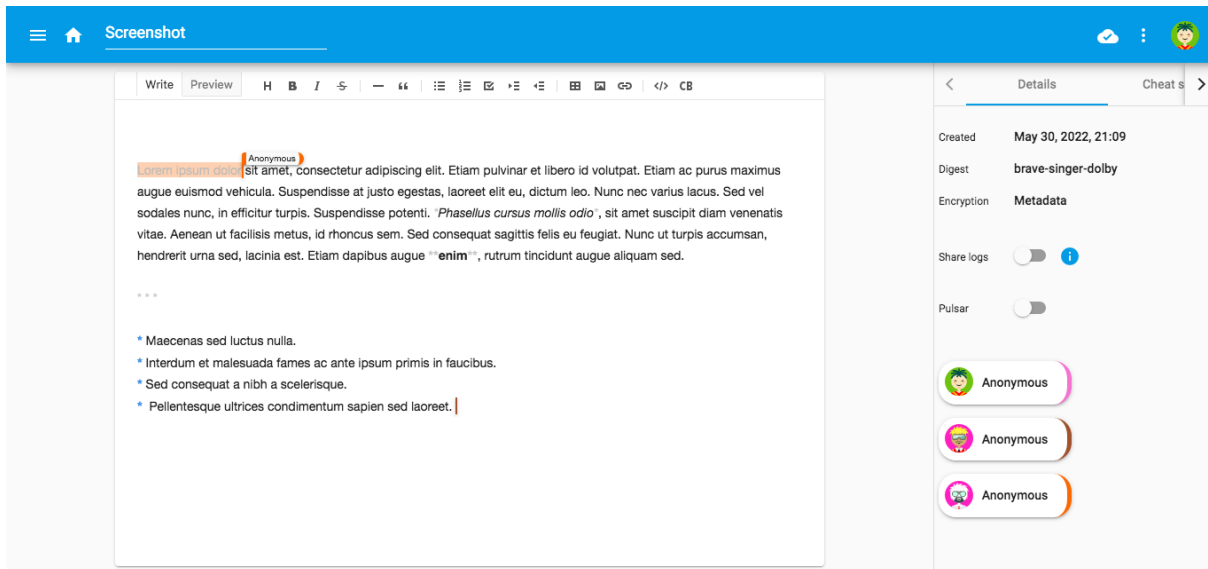 Screenshot
Write Preview H B I S — “ </> CB
Details Cheat s
Anonymous
Lorem ipsum dolor sit amet, consectetur adipiscing elit. Etiam pulvinar et libero id volutpat. Etiam ac purus maximus
augue euismod vehicula. Suspendisse at justo egestas, laoreet elit eu, dictum leo. Nunc nec varius lacus. Sed vel
sodales nunc, in efficitur turpis. Suspendisse potenti. *Phasellus cursus mollis odio*, sit amet suscipit diam venenatis
vitae. Aenean ut facilisis metus, id rhoncus sem. Sed consequat sagittis felis eu feugiat. Nunc ut turpis accumsan,
hendrerit urna sed, lacinia est. Etiam dapibus augue **enim**, rutrum tincidunt augue aliquam sed.
* * *
* Maecenas sed luctus nulla.
* Interdum et malesuada fames ac ante ipsum primis in faucibus.
* Sed consequat a nibh a scelerisque.
* Pellentesque ultrices condimentum sapien sed laoreet.
Created May 30, 2022, 21:09
Digest brave-singer-dolby
Encryption Metadata
Share logs
Pulsar
Anonymous
Anonymous
Anonymous